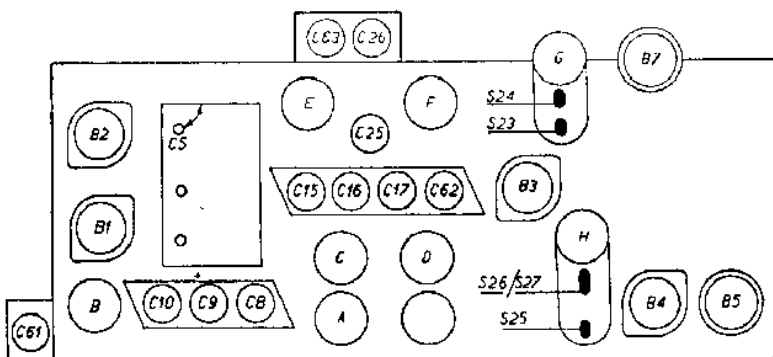 C63 C26
G
B7
E F
S24
B2
C25
S23
C5
C15 C16 C17 C62
B3
B1
C D
H
S26/S27
B C10 C9 C8
A
B4 B5
S25
C61